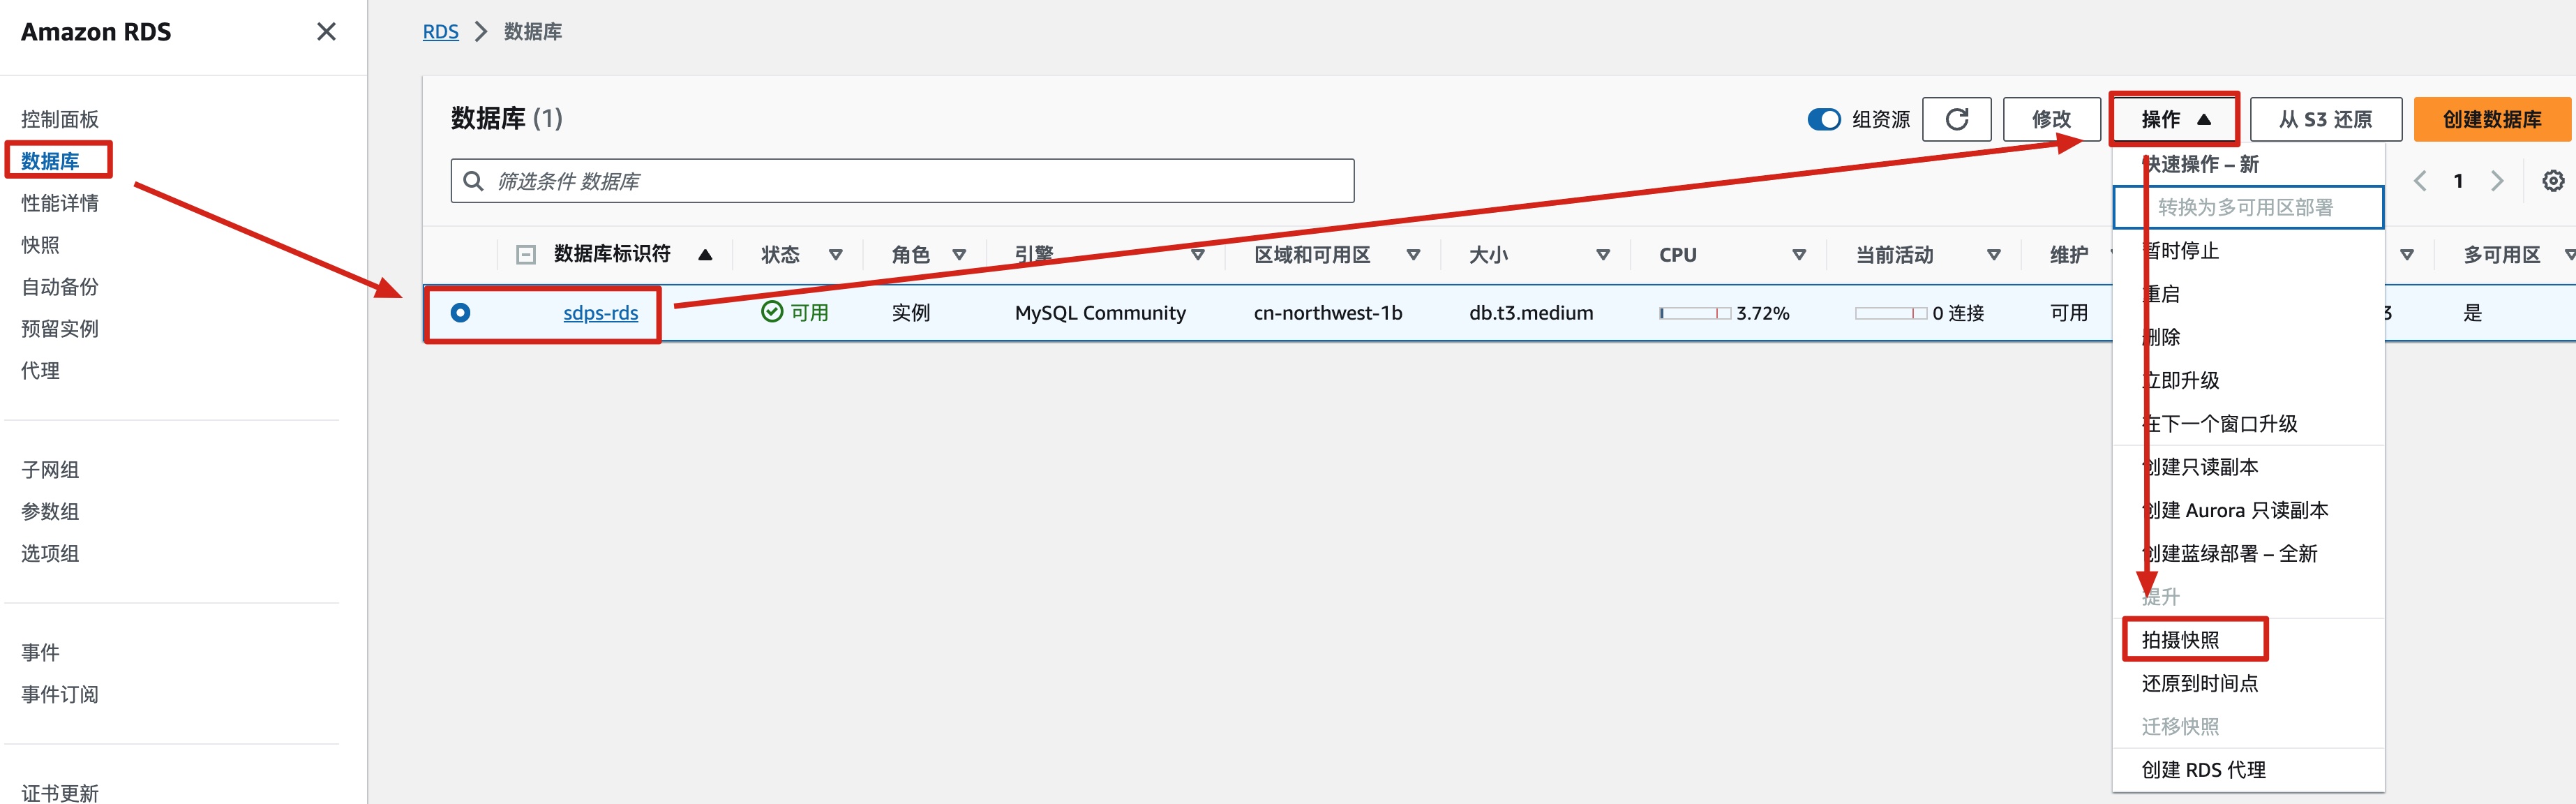 Amazon RDS
控制面板
数据库
性能详情
快照
自动备份
预留实例
代理
子网组
参数组
选项组
事件
事件订阅
证书更新
RDS > 数据库
数据库 (1)
组资源
修改
操作
从 S3 还原
创建数据库
筛选条件 数据库
1
数据库标识符 状态 角色 引擎 区域和可用区 大小 CPU 当前活动 维护 多可用区
sdps-rds 可用 实例 MySQL Community cn-northwest-1b db.t3.medium 3.72% 0 连接 可用 3 是
快速操作 – 新
转换为多可用区部署
暂时停止
重启
删除
立即升级
在下一个窗口升级
创建只读副本
创建 Aurora 只读副本
创建蓝绿部署 – 全新
提升
拍摄快照
还原到时间点
迁移快照
创建 RDS 代理